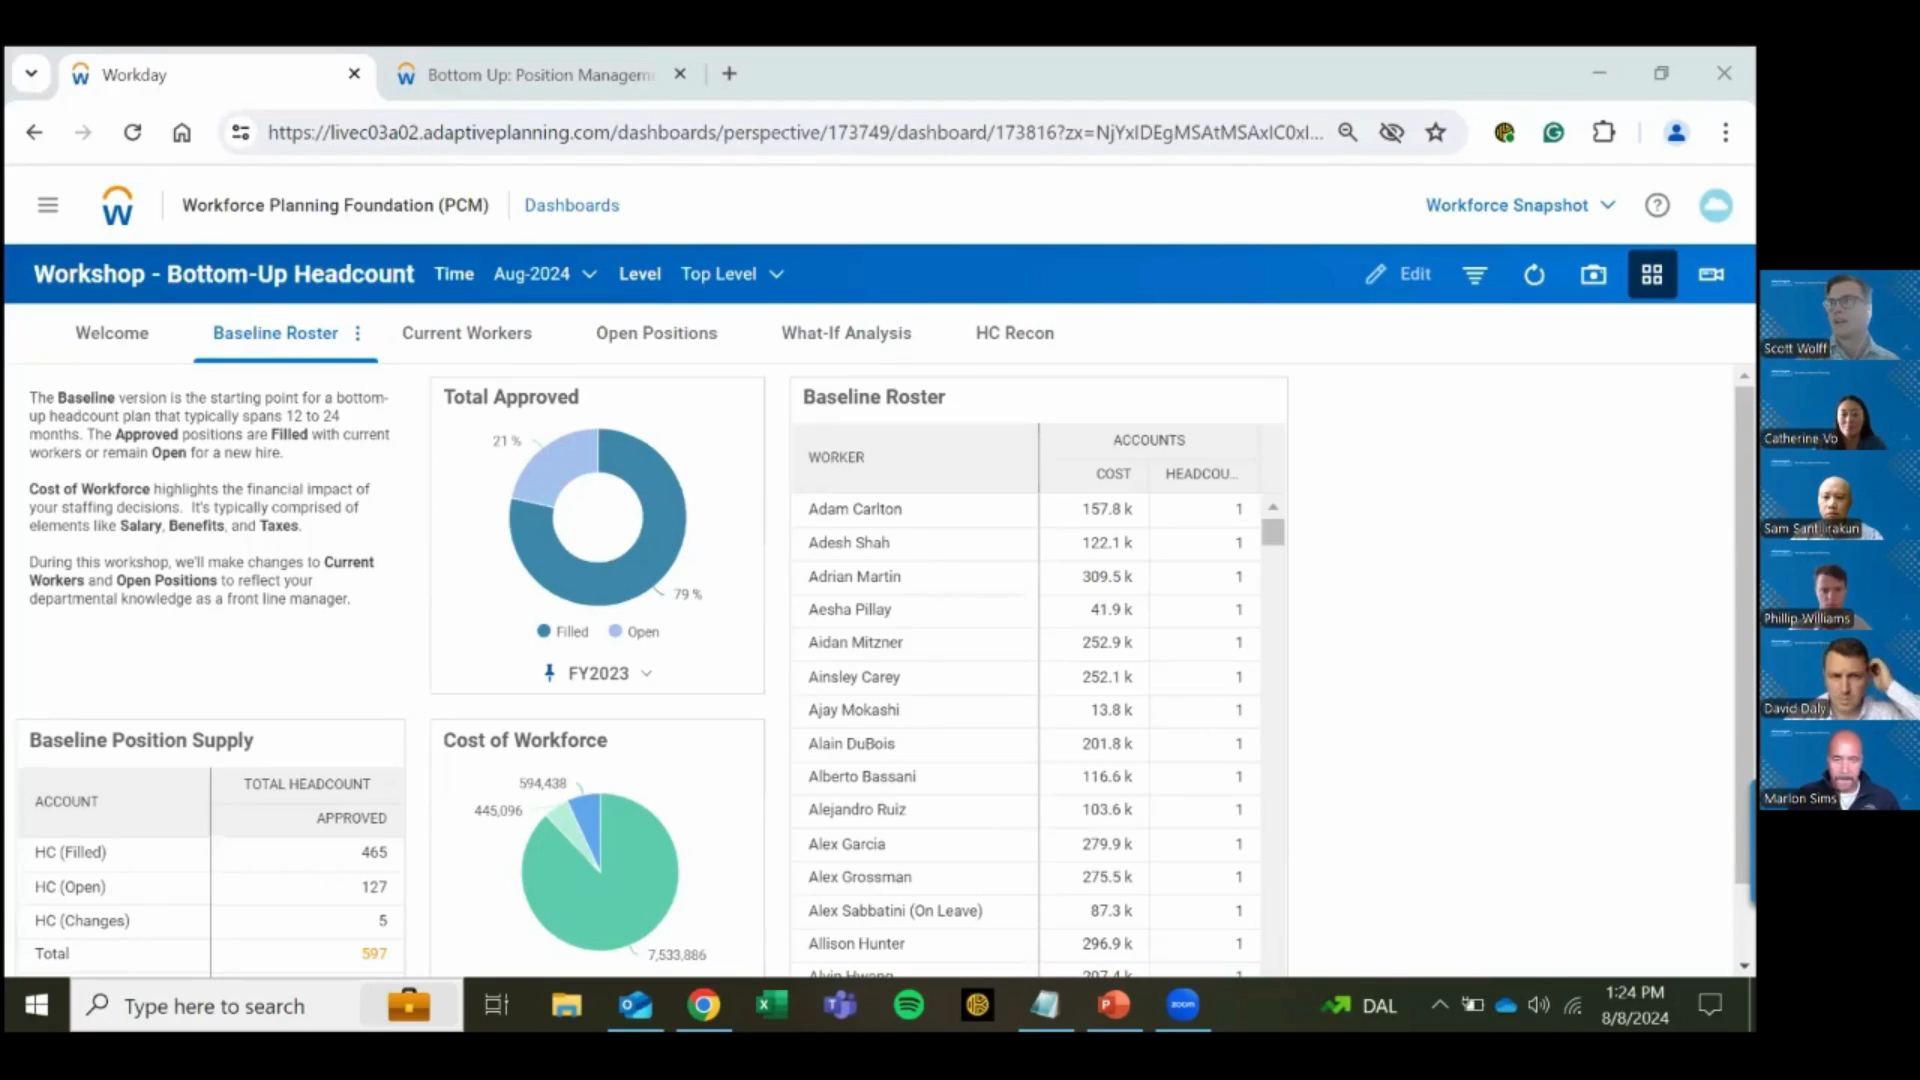 Workday
Bottom Up: Position Managem
https://livec03a02.adaptiveplanning.com/dashboards/perspective/173749/dashboard/173816?zx=NjYxIDEgMSAtMSAxIC0xI...
Workforce Planning Foundation (PCM)
Dashboards
Workforce Snapshot
Workshop - Bottom-Up Headcount
Time Aug-2024
Level Top Level
Edit
Welcome
Baseline Roster
Current Workers
Open Positions
What-If Analysis
HC Recon
The Baseline version is the starting point for a bottom-
up headcount plan that typically spans 12 to 24
months. The Approved positions are Filled with current
workers or remain Open for a new hire.
Cost of Workforce highlights the financial impact of
your staffing decisions. It's typically comprised of
elements like Salary, Benefits, and Taxes.
During this workshop, we'll make changes to Current
Workers and Open Positions to reflect your
departmental knowledge as a front line manager.
Total Approved
21 %
79 %
Filled
Open
FY2023
Baseline Position Supply
ACCOUNT
TOTAL HEADCOUNT
APPROVED
HC (Filled) 465
HC (Open) 127
HC (Changes) 5
Total 597
Cost of Workforce
594,438
445,096
7,533,886
Baseline Roster
WORKER
ACCOUNTS
COST
HEADCOU...
Adam Carlton 157.8 k 1
Adesh Shah 122.1 k 1
Adrian Martin 309.5 k 1
Aesha Pillay 41.9 k 1
Aidan Mitzner 252.9 k 1
Ainsley Carey 252.1 k 1
Ajay Mokashi 13.8 k 1
Alain DuBois 201.8 k 1
Alberto Bassani 116.6 k 1
Alejandro Ruiz 103.6 k 1
Alex Garcia 279.9 k 1
Alex Grossman 275.5 k 1
Alex Sabbatini (On Leave) 87.3 k 1
Allison Hunter 296.9 k 1
Alvin Hwang 207.4 k
Scott Wolff
Catherine Vo
Sam Santirakun
Phillip Williams
David Daly
Marlon Sims
Type here to search
zoom
DAL
1:24 PM
8/8/2024